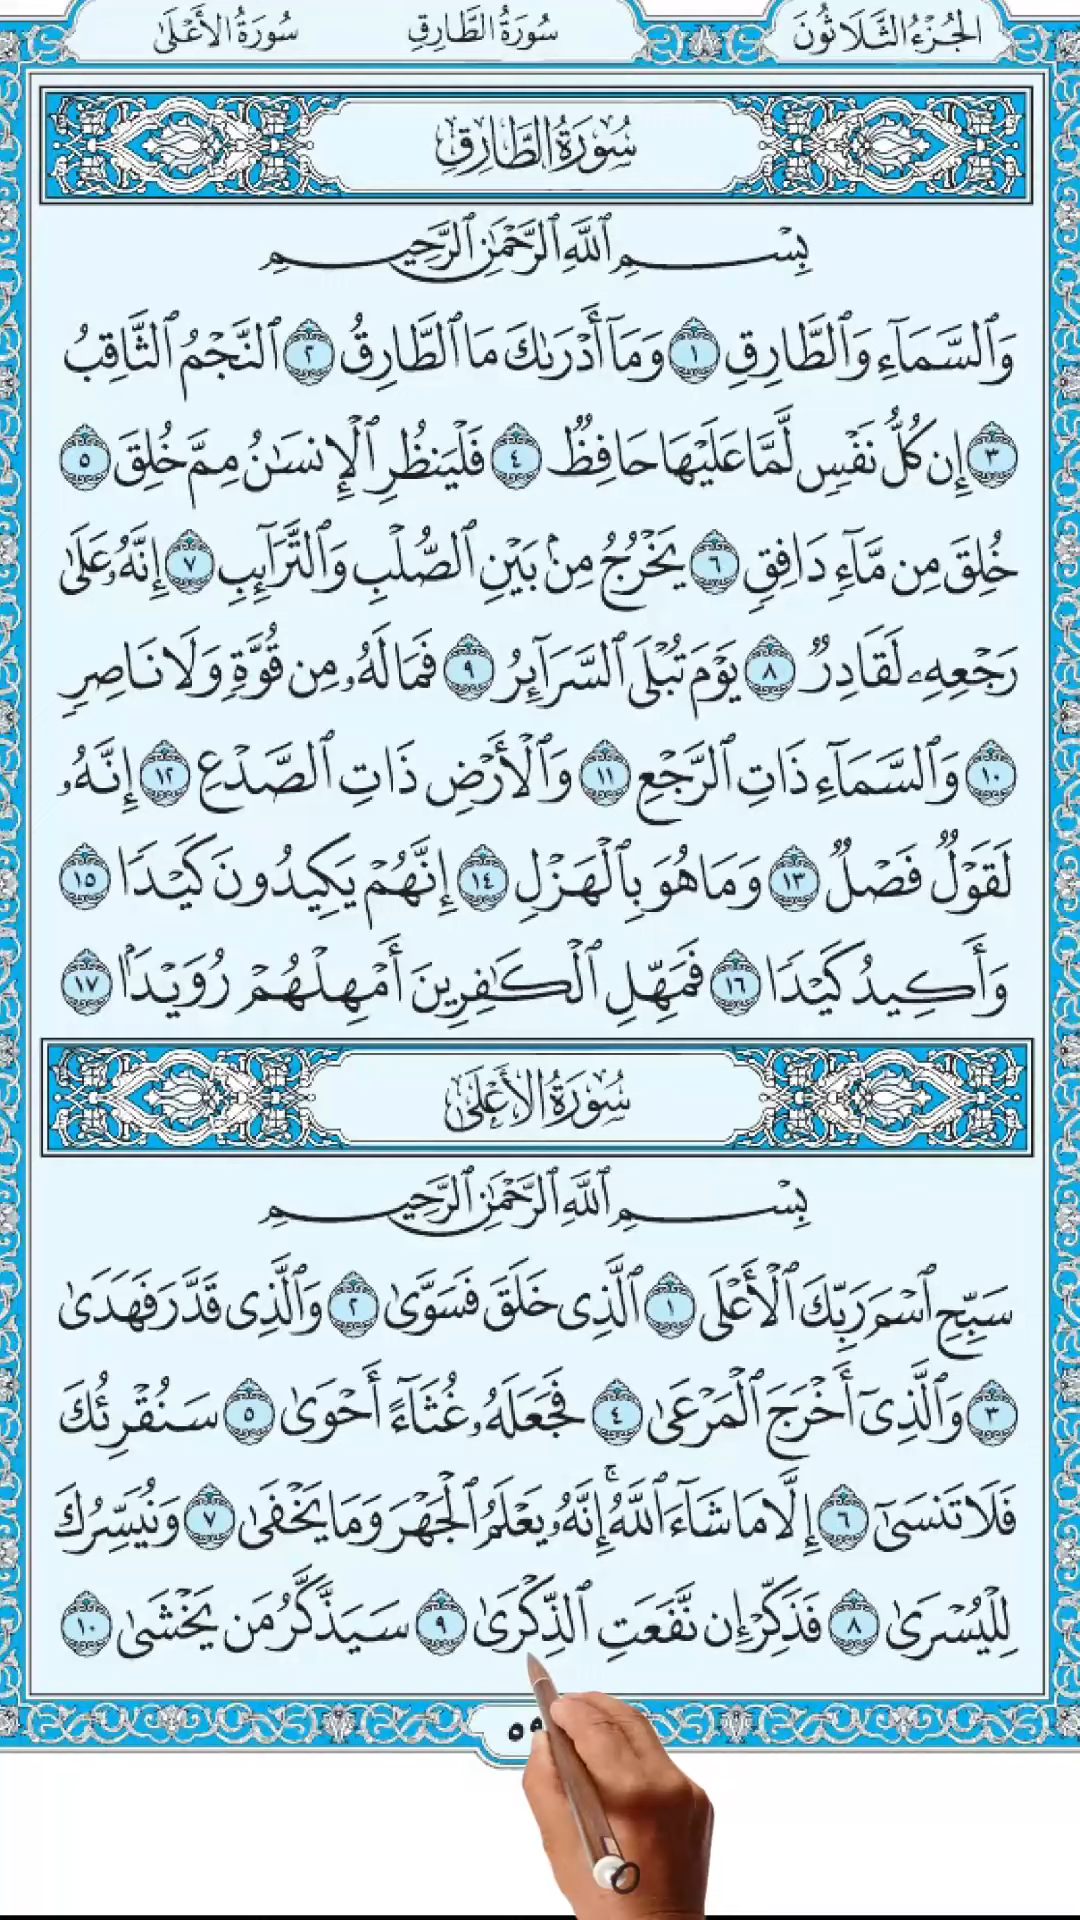 الجُزْءُ الثَّلَاثُونَ سُورَةُ الطَّارِقِ سُورَةُ الأَعْلَىٰ
سُورَةُ الطَّارِقِ
بِسْمِ ٱللَّهِ ٱلرَّحْمَٰنِ ٱلرَّحِيمِ
وَٱلسَّمَآءِ وَٱلطَّارِقِ ١ وَمَآ أَدْرَىٰكَ مَا ٱلطَّارِقُ ٢ ٱلنَّجْمُ ٱلثَّاقِبُ
٣ إِن كُلُّ نَفْسٍ لَّمَّا عَلَيْهَا حَافِظٌ ٤ فَلْيَنظُرِ ٱلْإِنسَٰنُ مِمَّ خُلِقَ ٥
خُلِقَ مِن مَّآءٍ دَافِقٍ ٦ يَخْرُجُ مِنۢ بَيْنِ ٱلصُّلْبِ وَٱلتَّرَآئِبِ ٧ إِنَّهُۥ عَلَىٰ
رَجْعِهِۦ لَقَادِرٌ ٨ يَوْمَ تُبْلَى ٱلسَّرَآئِرُ ٩ فَمَا لَهُۥ مِن قُوَّةٍ وَلَا نَاصِرٍ
١٠ وَٱلسَّمَآءِ ذَاتِ ٱلرَّجْعِ ١١ وَٱلْأَرْضِ ذَاتِ ٱلصَّدْعِ ١٢ إِنَّهُۥ
لَقَوْلٌ فَصْلٌ ١٣ وَمَا هُوَ بِٱلْهَزْلِ ١٤ إِنَّهُمْ يَكِيدُونَ كَيْدًا ١٥
وَأَكِيدُ كَيْدًا ١٦ فَمَهِّلِ ٱلْكَٰفِرِينَ أَمْهِلْهُمْ رُوَيْدًۢا ١٧
سُورَةُ الأَعْلَىٰ
بِسْمِ ٱللَّهِ ٱلرَّحْمَٰنِ ٱلرَّحِيمِ
سَبِّحِ ٱسْمَ رَبِّكَ ٱلْأَعْلَى ١ ٱلَّذِى خَلَقَ فَسَوَّىٰ ٢ وَٱلَّذِى قَدَّرَ فَهَدَىٰ
٣ وَٱلَّذِىٓ أَخْرَجَ ٱلْمَرْعَىٰ ٤ فَجَعَلَهُۥ غُثَآءً أَحْوَىٰ ٥ سَنُقْرِئُكَ
فَلَا تَنسَىٰٓ ٦ إِلَّا مَا شَآءَ ٱللَّهُ ۚ إِنَّهُۥ يَعْلَمُ ٱلْجَهْرَ وَمَا يَخْفَىٰ ٧ وَنُيَسِّرُكَ
لِلْيُسْرَىٰ ٨ فَذَكِّرْ إِن نَّفَعَتِ ٱلذِّكْرَىٰ ٩ سَيَذَّكَّرُ مَن يَخْشَىٰ ١٠